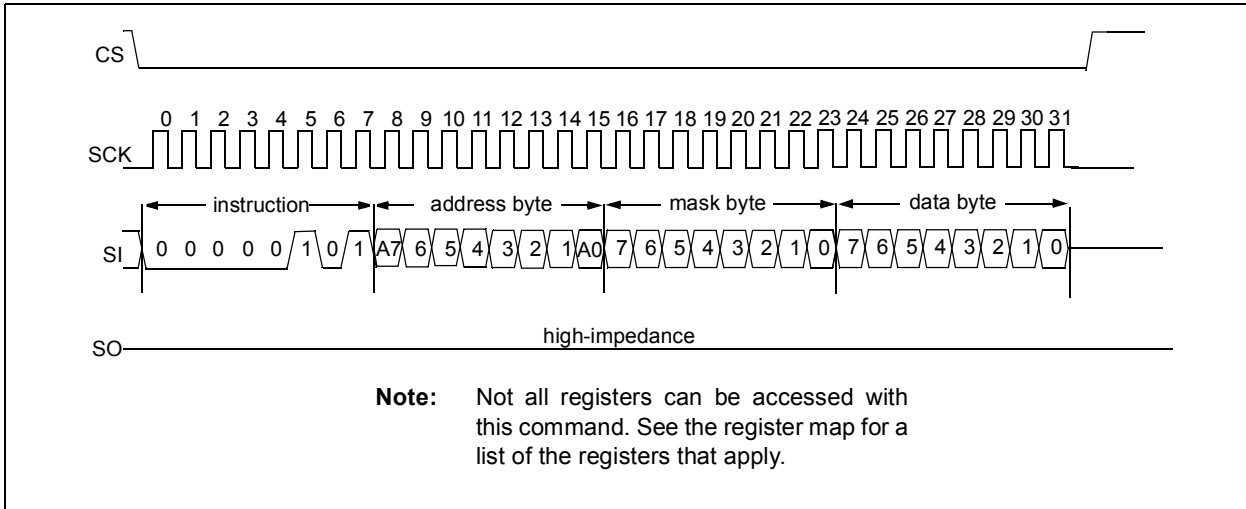 CS
0 1 2 3 4 5 6 7 8 9 10 11 12 13 14 15 16 17 18 19 20 21 22 23 24 25 26 27 28 29 30 31
SCK
instruction address byte mask byte data byte
SI 0 0 0 0 0 1 0 1 A7 6 5 4 3 2 1 A0 7 6 5 4 3 2 1 0 7 6 5 4 3 2 1 0
high-impedance
SO
Note: Not all registers can be accessed with
this command. See the register map for a
list of the registers that apply.